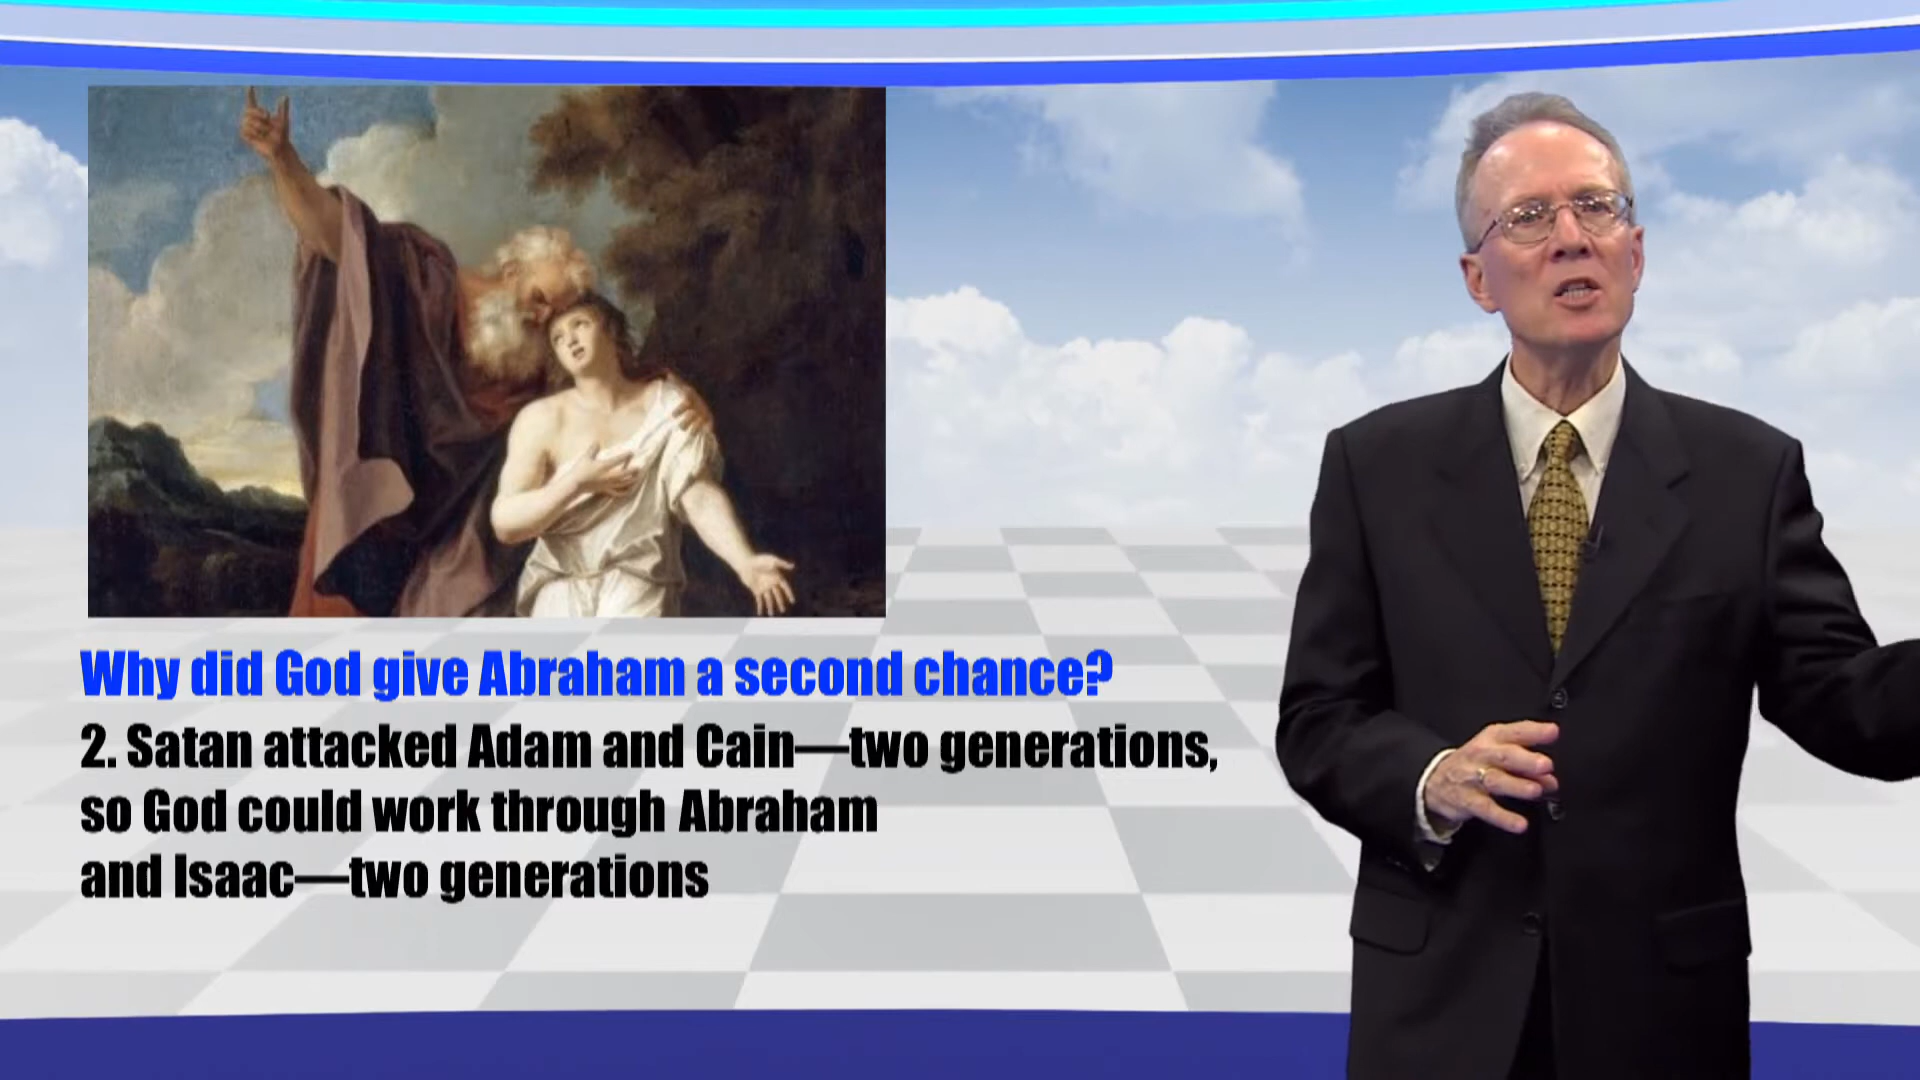 Why did God give Abraham a second chance?
2. Satan attacked Adam and Cain—two generations,
so God could work through Abraham
and Isaac—two generations